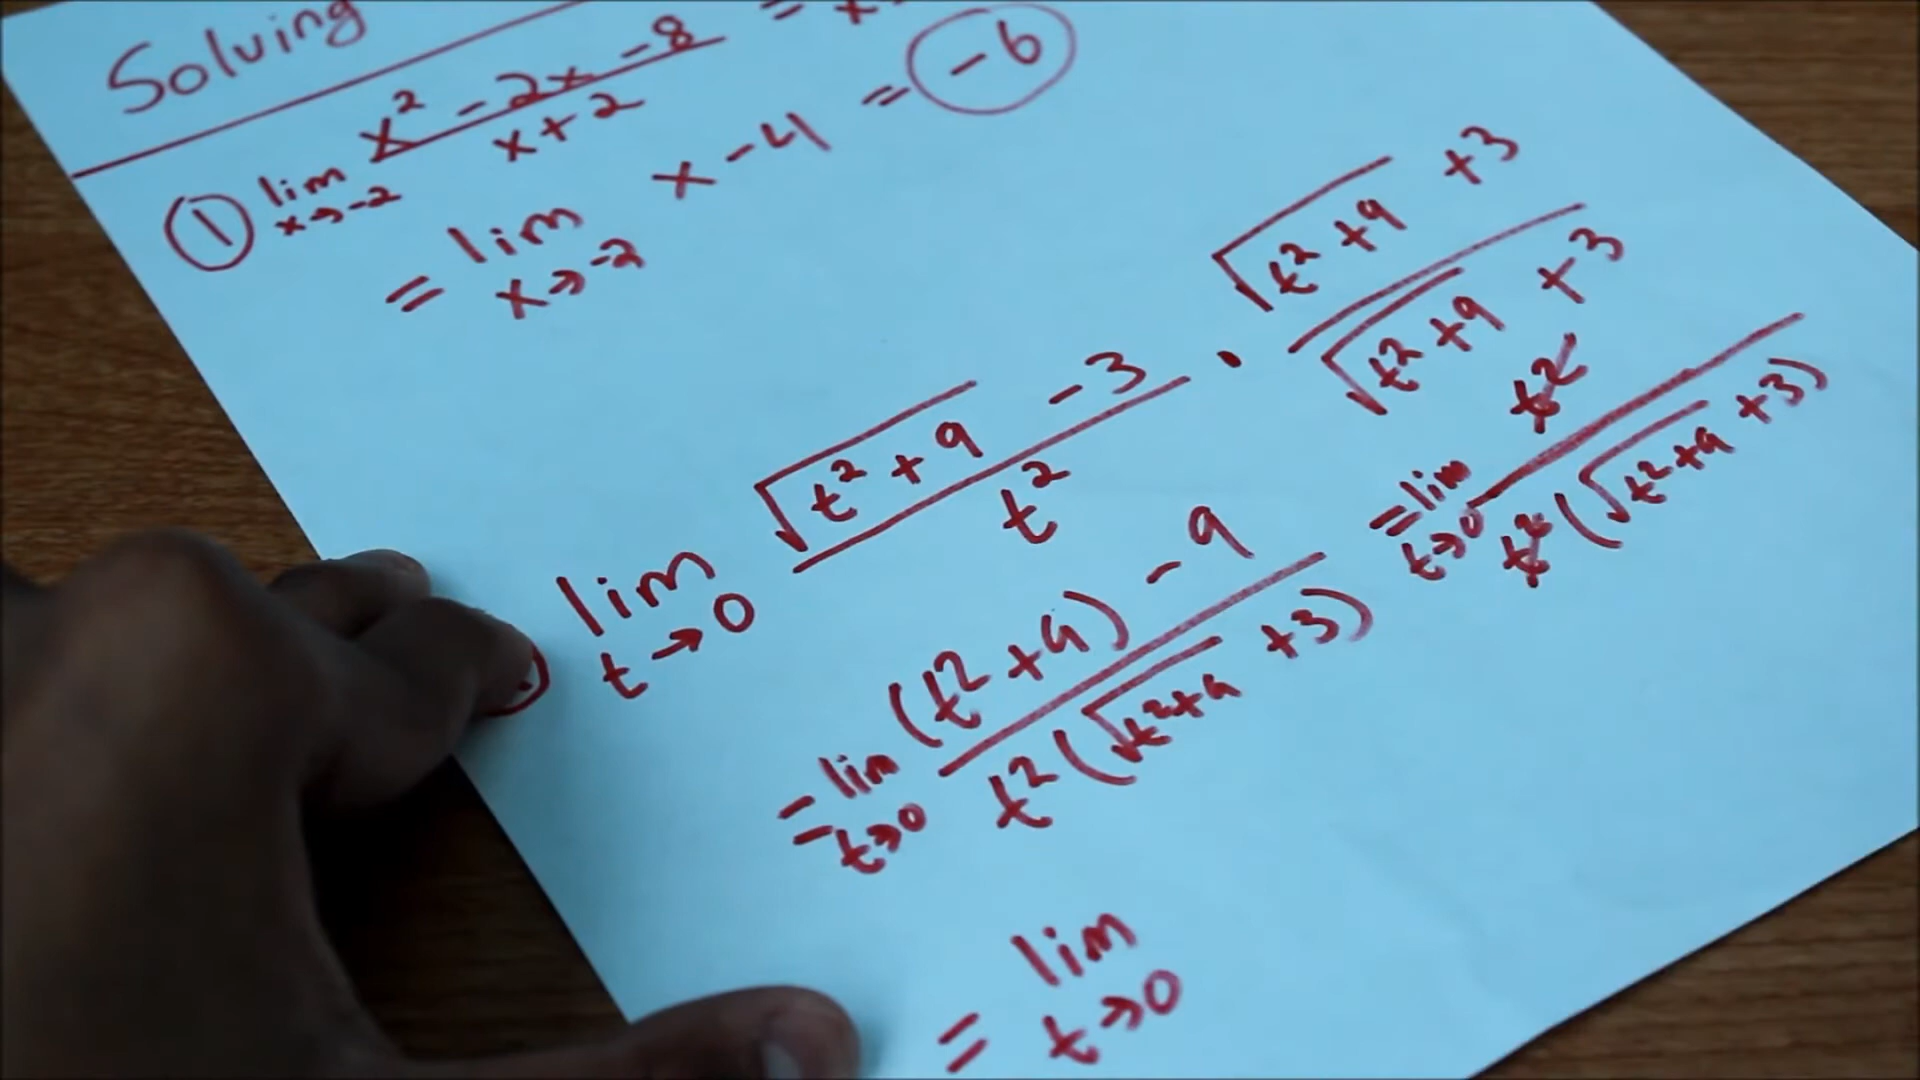 Solving
① lim x→-2 x² - 2x - 8 / x + 2 =
= lim x→-2 x - 4 = -6
lim t→0 √(t² + 9) - 3 / t² · √(t² + 9) + 3 / √(t² + 9) + 3
= lim t→0 (t² + 9) - 9 / t² (√(t² + 9) + 3)
= lim t→0 t² / t² (√(t² + 9) + 3)
= lim t→0